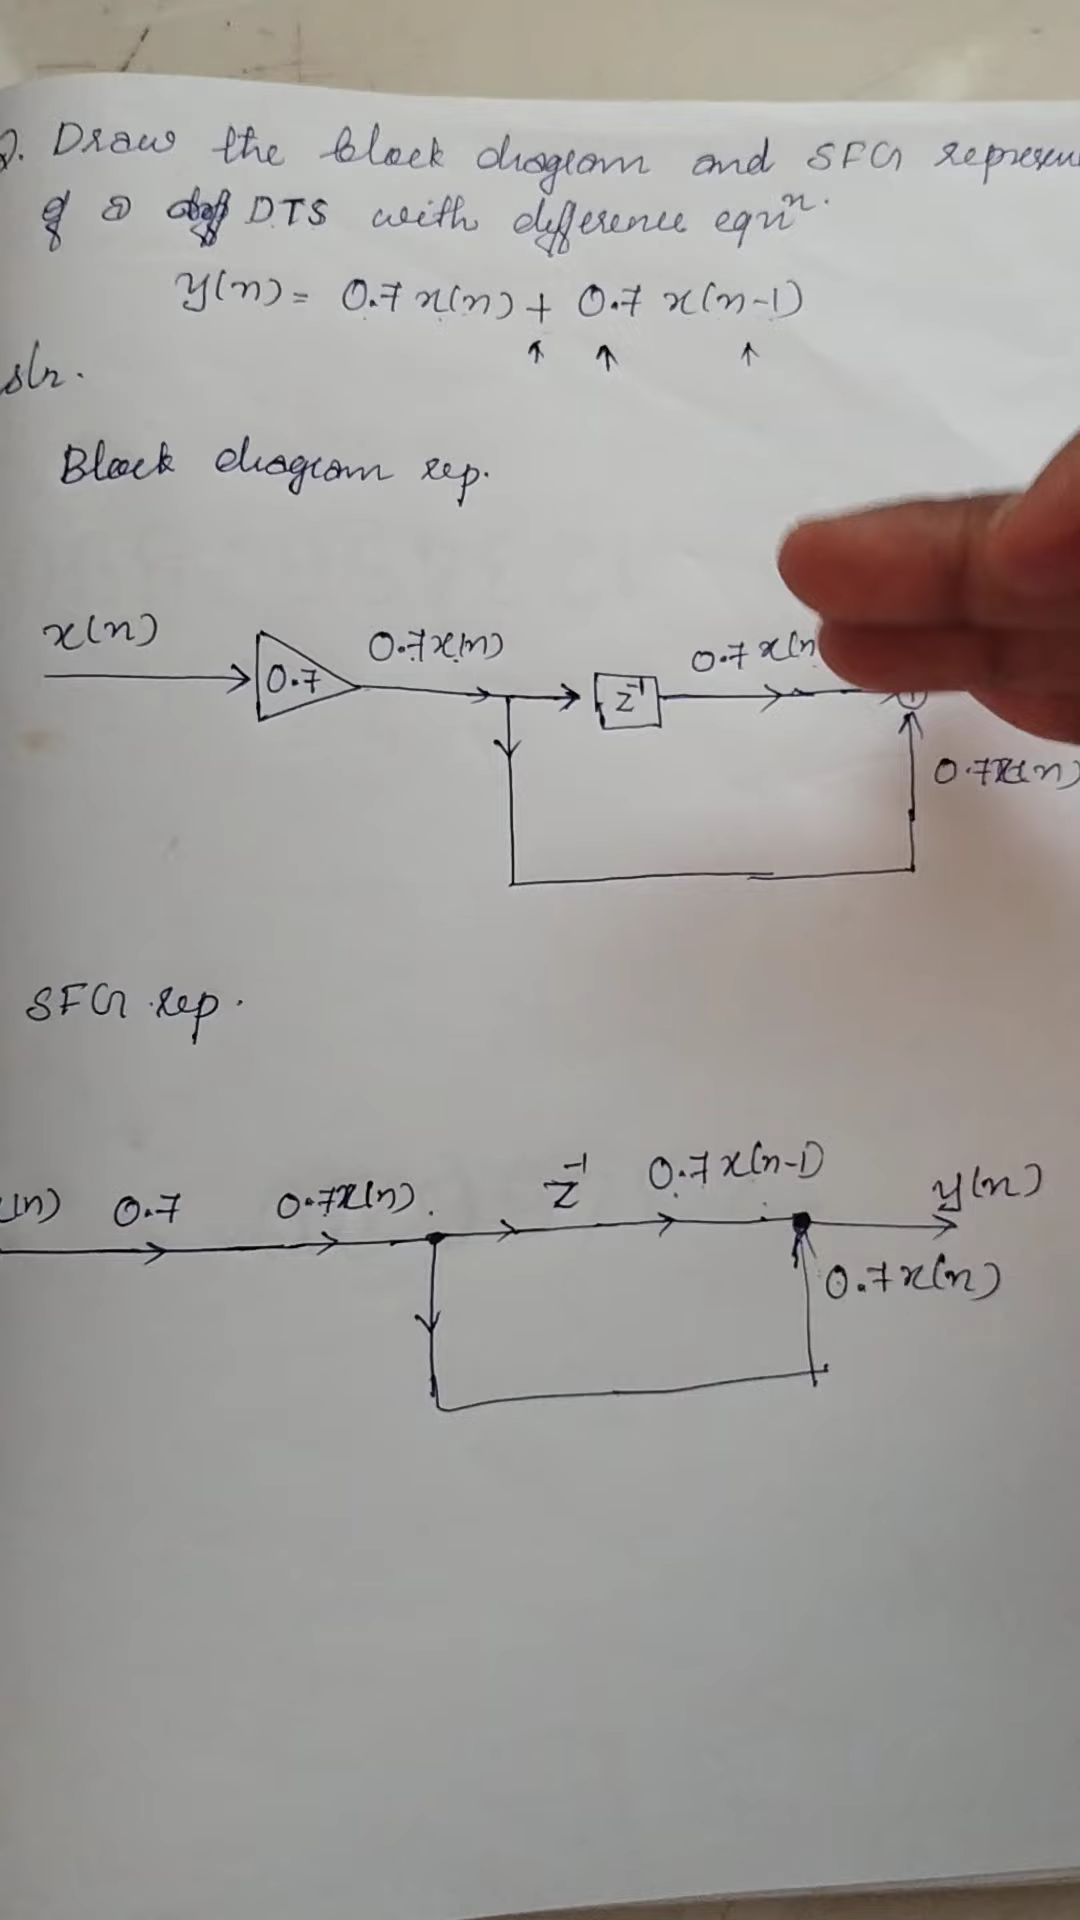 Q. Draw the block diagram and SFG represen
of a DTS with difference eqnⁿ.
y(n) = 0.7 x(n) + 0.7 x(n-1)
sln.
Block diagram rep.
x(n)
0.7
0.7x(n)
z⁻¹
0.7 x(n
0.7x(n)
SFG rep.
(n) 0.7 0.7x(n). z⁻¹ 0.7 x(n-1) y(n)
0.7 x(n)